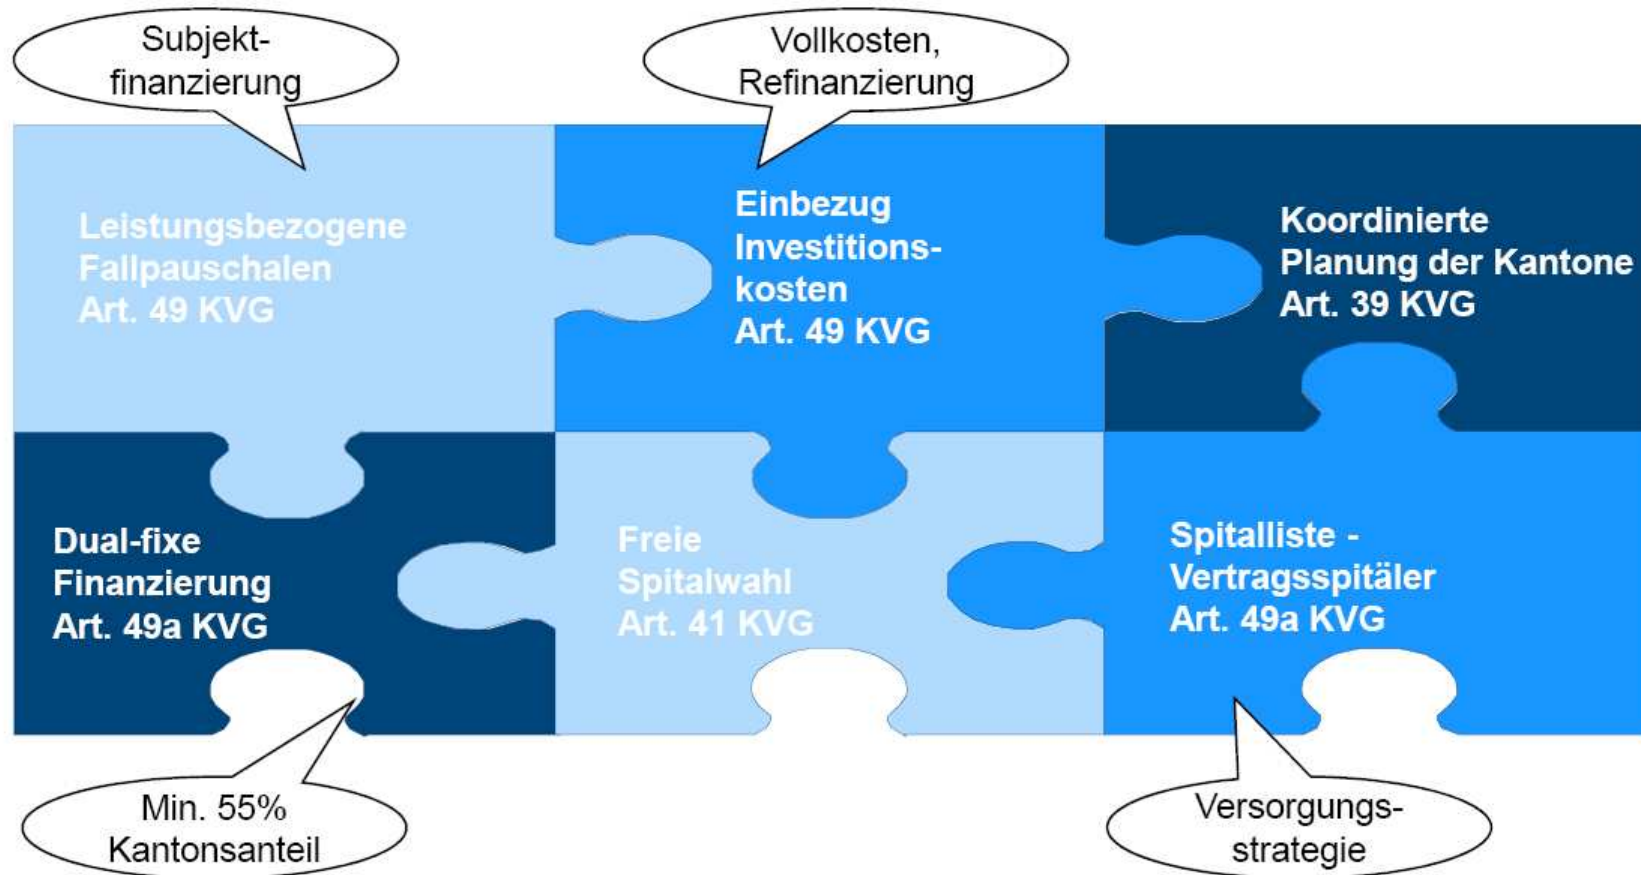 Subjekt-
finanzierung
Vollkosten,
Refinanzierung
Leistungsbezogene
Fallpauschalen
Art. 49 KVG
Einbezug
Investitions-
kosten
Art. 49 KVG
Koordinierte
Planung der Kantone
Art. 39 KVG
Dual-fixe
Finanzierung
Art. 49a KVG
Freie
Spitalwahl
Art. 41 KVG
Spitalliste -
Vertragsspitäler
Art. 49a KVG
Min. 55%
Kantonsanteil
Versorgungs-
strategie